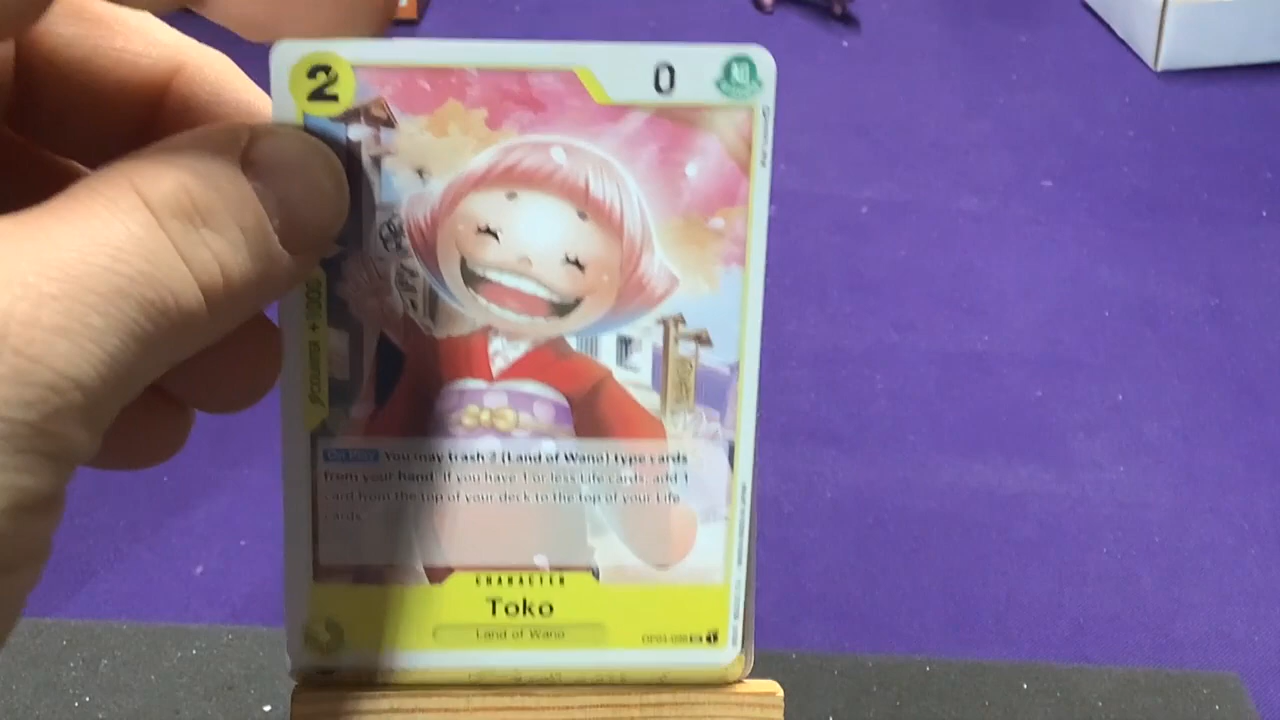 2
0
COUNTER +1000
On Play You may trash 2 {Land of Wano} type cards
from your hand: If you have 1 or less Life cards, add 1
card from the top of your deck to the top of your Life
cards.
CHARACTER
Toko
Land of Wano